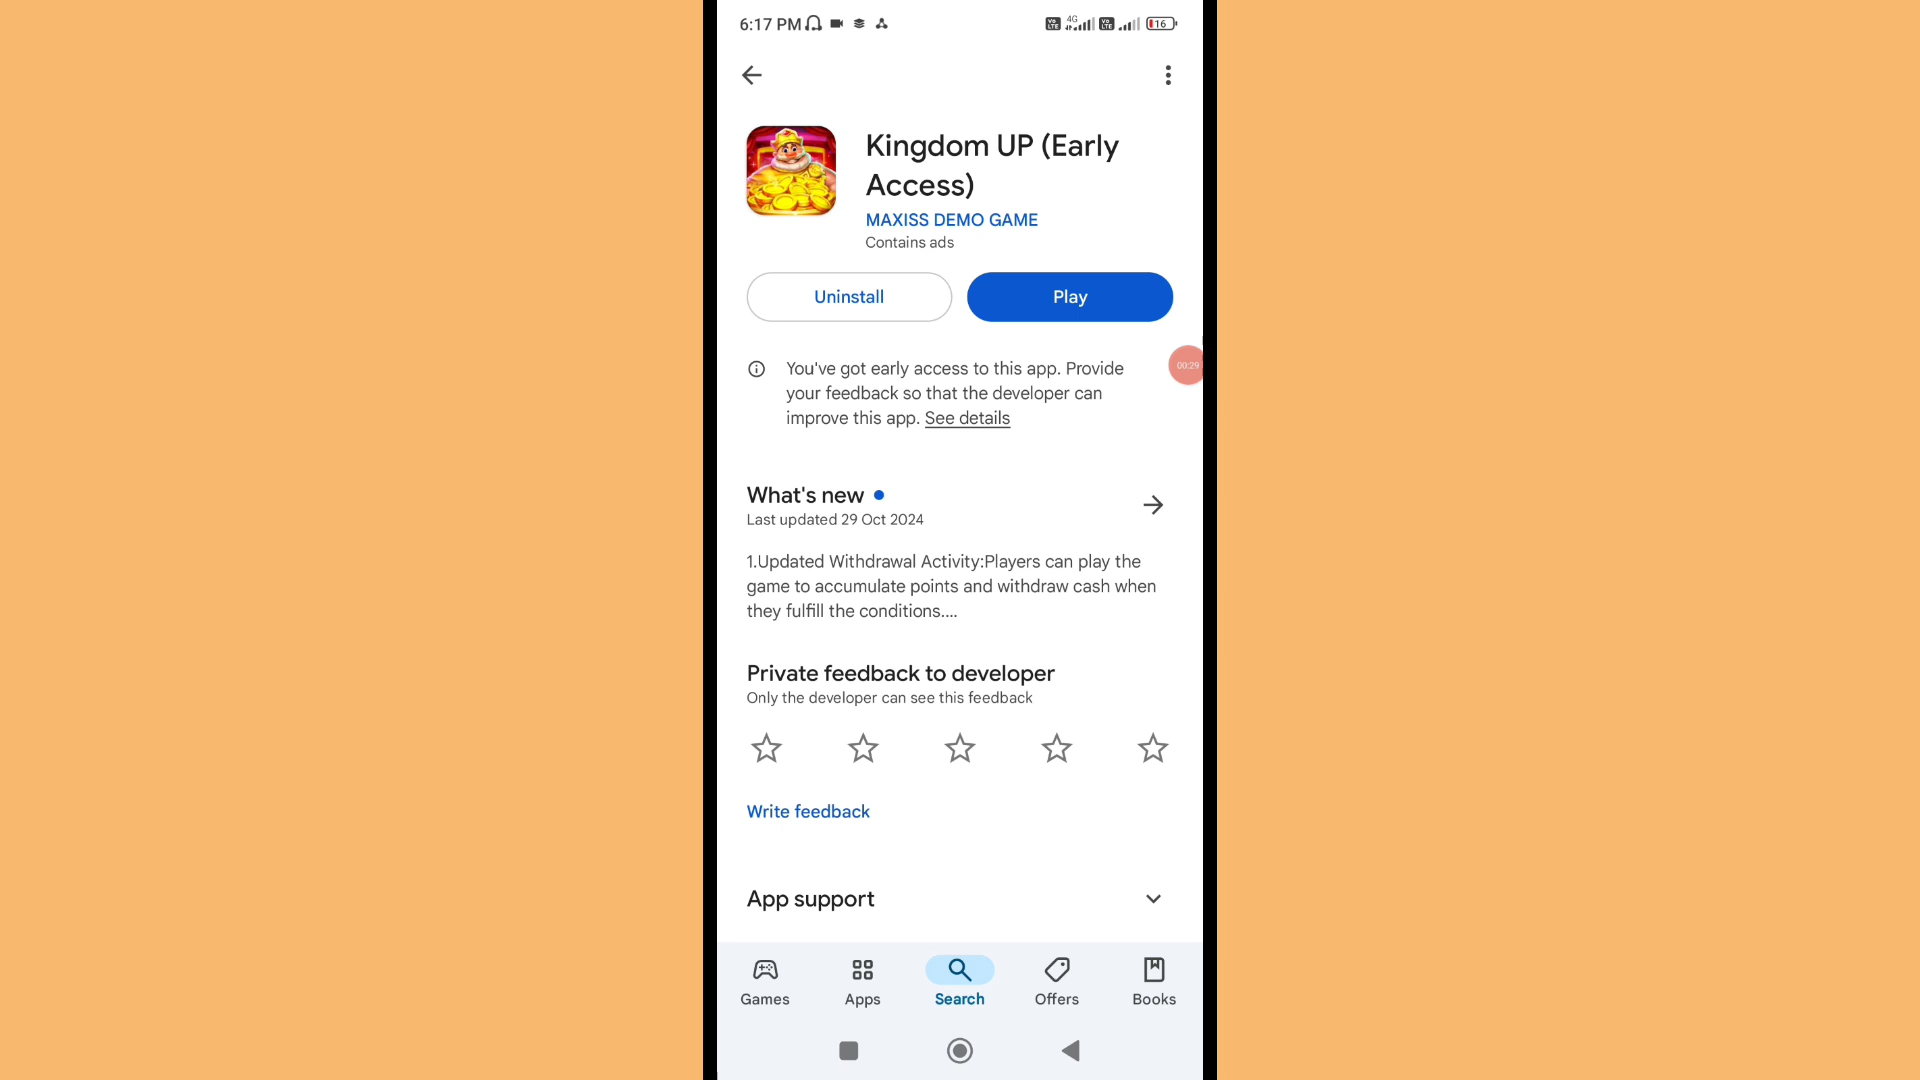 6:17 PM
4G
16
Kingdom UP (Early
Access)
MAXISS DEMO GAME
Contains ads
Uninstall
Play
You've got early access to this app. Provide
your feedback so that the developer can
improve this app. See details
00:29
What's new
Last updated 29 Oct 2024
1.Updated Withdrawal Activity:Players can play the
game to accumulate points and withdraw cash when
they fulfill the conditions....
Private feedback to developer
Only the developer can see this feedback
Write feedback
App support
Games
Apps
Search
Offers
Books